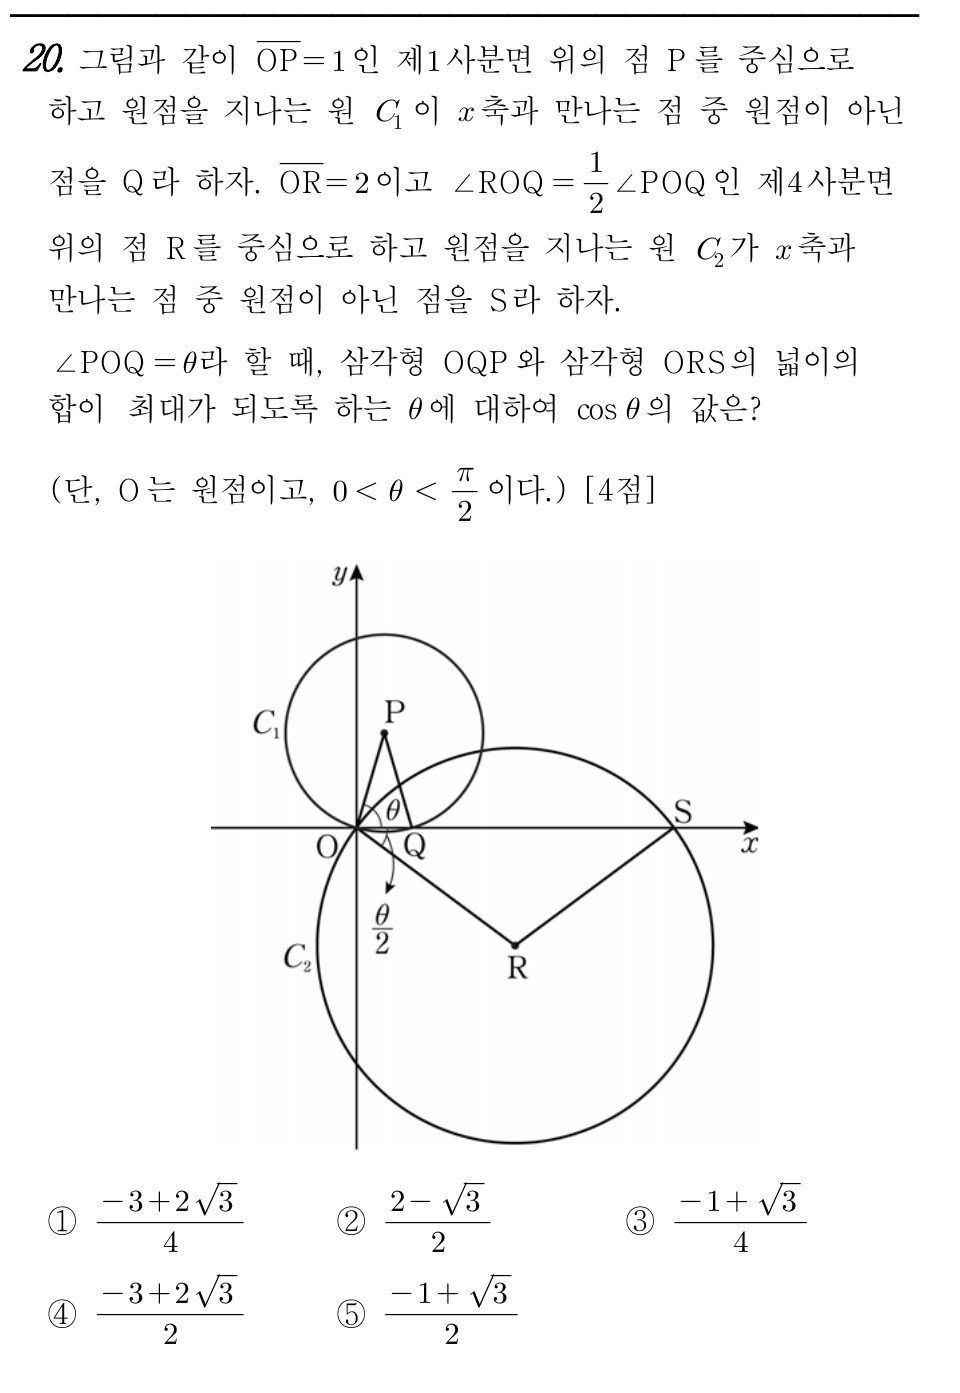 20. 그림과 같이 $\overline{OP}=1$인 제1사분면 위의 점 P를 중심으로
하고 원점을 지나는 원 $C_1$이 $x$축과 만나는 점 중 원점이 아닌
점을 Q라 하자. $\overline{OR}=2$이고 $\angle ROQ=\frac{1}{2}\angle POQ$인 제4사분면
위의 점 R를 중심으로 하고 원점을 지나는 원 $C_2$가 $x$축과
만나는 점 중 원점이 아닌 점을 S라 하자.
$\angle POQ=\theta$라 할 때, 삼각형 OQP와 삼각형 ORS의 넓이의
합이 최대가 되도록 하는 $\theta$에 대하여 $\cos\theta$의 값은?
(단, O는 원점이고, $0<\theta<\frac{\pi}{2}$이다.) [4점]
y
P
$C_1$
θ
S
O
Q
x
$\frac{\theta}{2}$
$C_2$
R
① $\frac{-3+2\sqrt{3}}{4}$ ② $\frac{2-\sqrt{3}}{2}$ ③ $\frac{-1+\sqrt{3}}{4}$
④ $\frac{-3+2\sqrt{3}}{2}$ ⑤ $\frac{-1+\sqrt{3}}{2}$